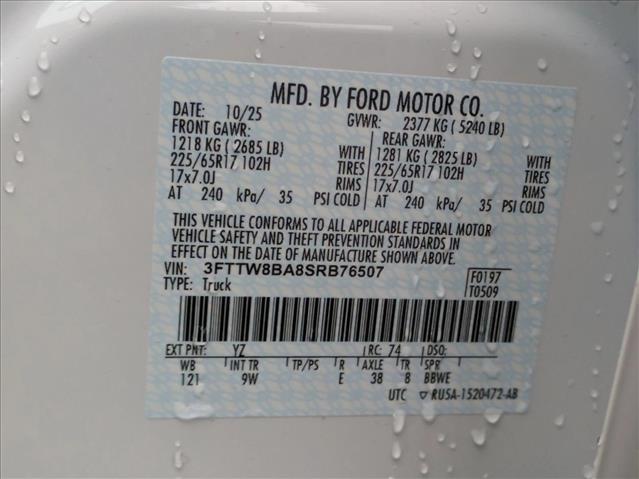 MFD. BY FORD MOTOR CO.
DATE: 10/25 GVWR: 2377 KG ( 5240 LB)
FRONT GAWR: REAR GAWR:
1218 KG ( 2685 LB) WITH 1281 KG ( 2825 LB) WITH
225/65R17 102H TIRES 225/65R17 102H TIRES
17x7.0J RIMS 17x7.0J RIMS
AT 240 kPa/ 35 PSI COLD AT 240 kPa/ 35 PSI COLD
THIS VEHICLE CONFORMS TO ALL APPLICABLE FEDERAL MOTOR
VEHICLE SAFETY AND THEFT PREVENTION STANDARDS IN
EFFECT ON THE DATE OF MANUFACTURE SHOWN ABOVE.
VIN: 3FTTW8BA8SRB76507 F0197
TYPE: Truck T0509
EXT PNT: YZ RC: 74 DSO:
WB INT TR TP/PS R AXLE TR SPR
121 9W E 38 8 BBWE
UTC ▽ RU5A-1520472-AB